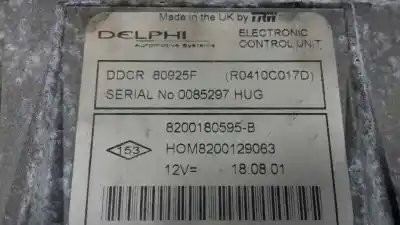 Made in the UK by TRW
DELPHI
Automotive Systems
ELECTRONIC
CONTROL UNIT
DDCR 80925F (R0410C017D)
SERIAL No 0085297 HUG
8200180595-B
153
HOM8200129063
12V= 18.08.01